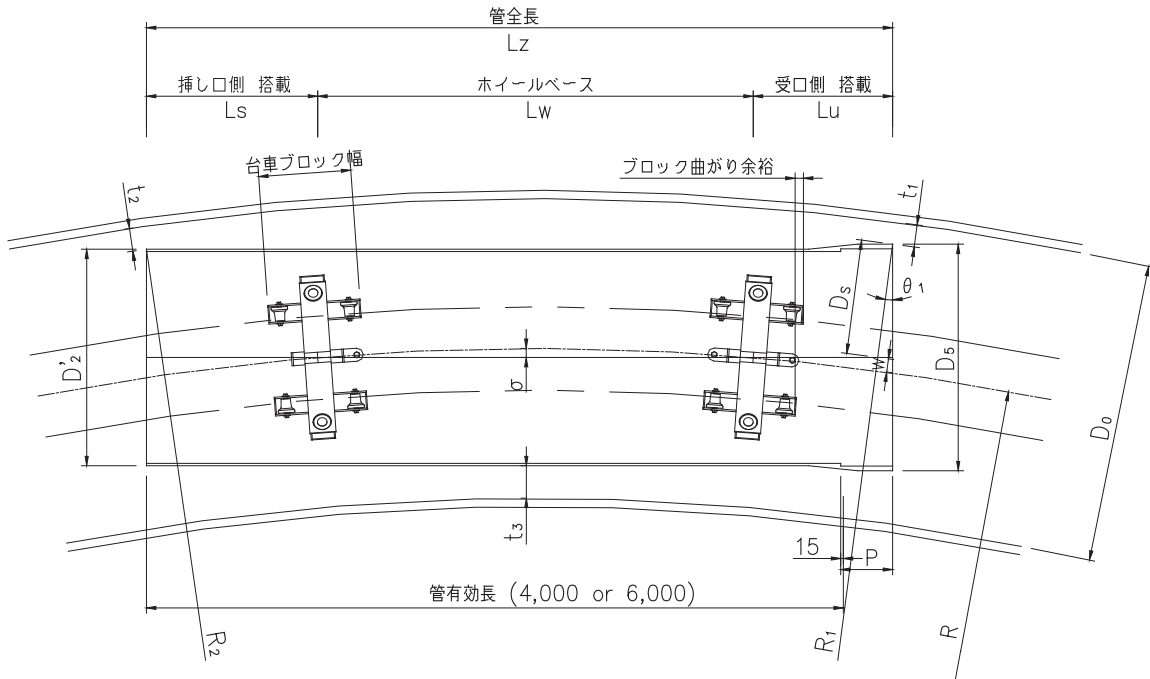 管全長
Lz
挿し口側 搭載
ホイールベース
受口側 搭載
Ls
Lw
Lu
台車ブロック幅
ブロック曲がり余裕
t2
t1
θ1
Ds
D'2
σ
w
D5
D0
t3
15
P
管有効長 (4,000 or 6,000)
R2
R1
R